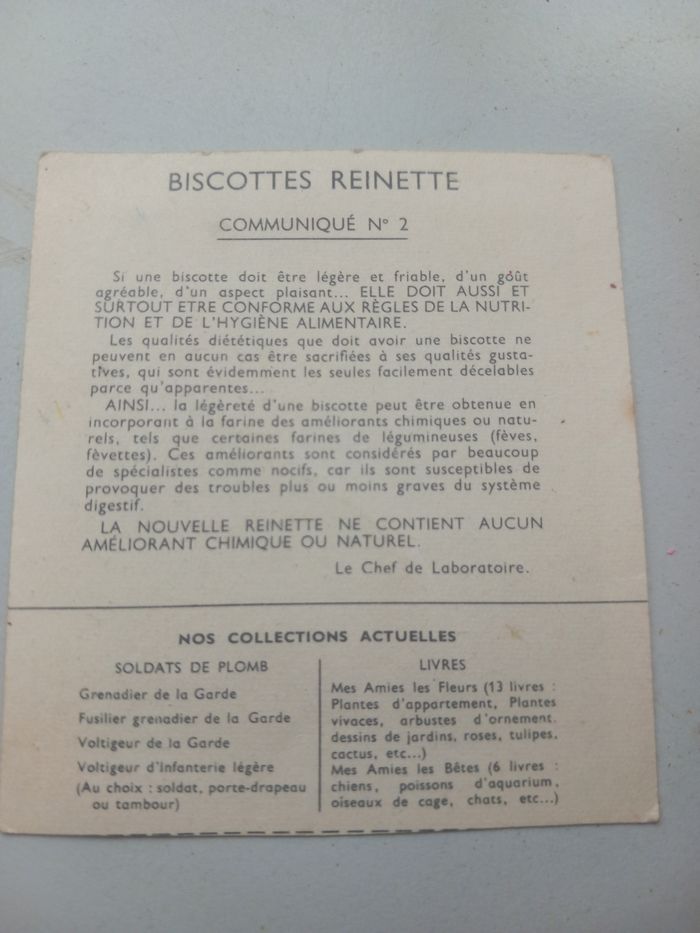 BISCOTTES REINETTE
COMMUNIQUÉ Nº 2
Si une biscotte doit être légère et friable, d'un goût
agréable, d'un aspect plaisant... ELLE DOIT AUSSI ET
SURTOUT ETRE CONFORME AUX RÈGLES DE LA NUTRI-
TION ET DE L'HYGIÈNE ALIMENTAIRE.
Les qualités diététiques que doit avoir une biscotte ne
peuvent en aucun cas être sacrifiées à ses qualités gusta-
tives, qui sont évidemment les seules facilement décelables
parce qu'apparentes...
AINSI... la légèreté d'une biscotte peut être obtenue en
incorporant à la farine des améliorants chimiques ou natu-
rels, tels que certaines farines de légumineuses (fèves,
fèvettes). Ces améliorants sont considérés par beaucoup
de spécialistes comme nocifs, car ils sont susceptibles de
provoquer des troubles plus ou moins graves du système
digestif.
LA NOUVELLE REINETTE NE CONTIENT AUCUN
AMÉLIORANT CHIMIQUE OU NATUREL.
Le Chef de Laboratoire.
NOS COLLECTIONS ACTUELLES
SOLDATS DE PLOMB
Grenadier de la Garde
Fusilier grenadier de la Garde
Voltigeur de la Garde
Voltigeur d'Infanterie légère
(Au choix : soldat, porte-drapeau
ou tambour)
LIVRES
Mes Amies les Fleurs (13 livres :
Plantes d'appartement, Plantes
vivaces, arbustes d'ornement.
dessins de jardins, roses, tulipes,
cactus, etc...)
Mes Amies les Bêtes (6 livres :
chiens, poissons d'aquarium,
oiseaux de cage, chats, etc...)